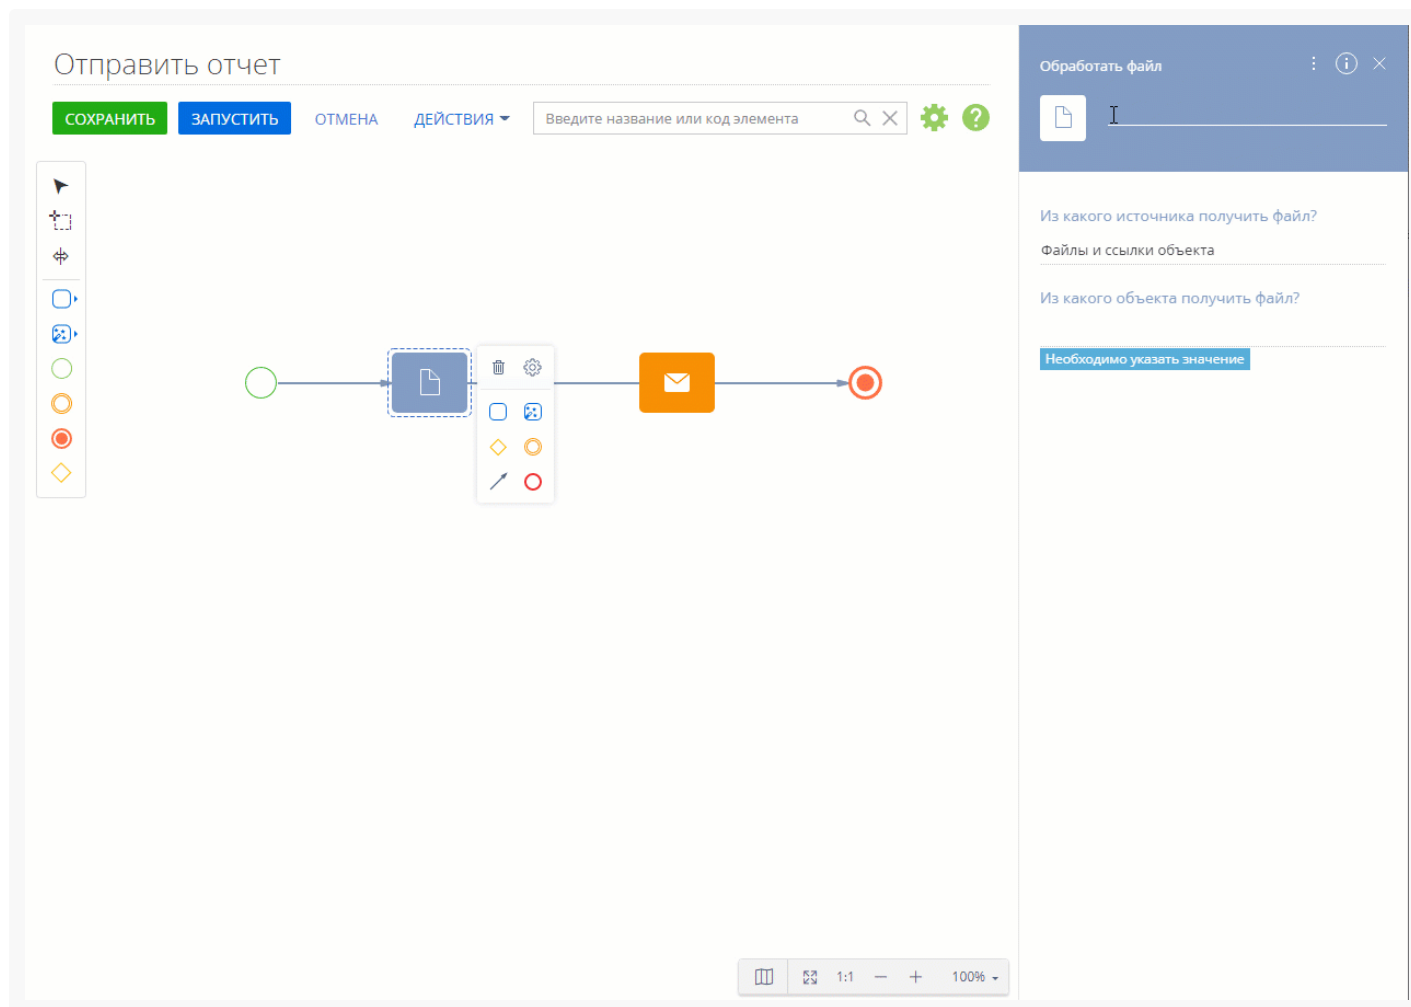 Отправить отчет
СОХРАНИТЬ ЗАПУСТИТЬ ОТМЕНА ДЕЙСТВИЯ Введите название или код элемента
Обработать файл
Из какого источника получить файл?
Файлы и ссылки объекта
Из какого объекта получить файл?
Необходимо указать значение
1:1 100%